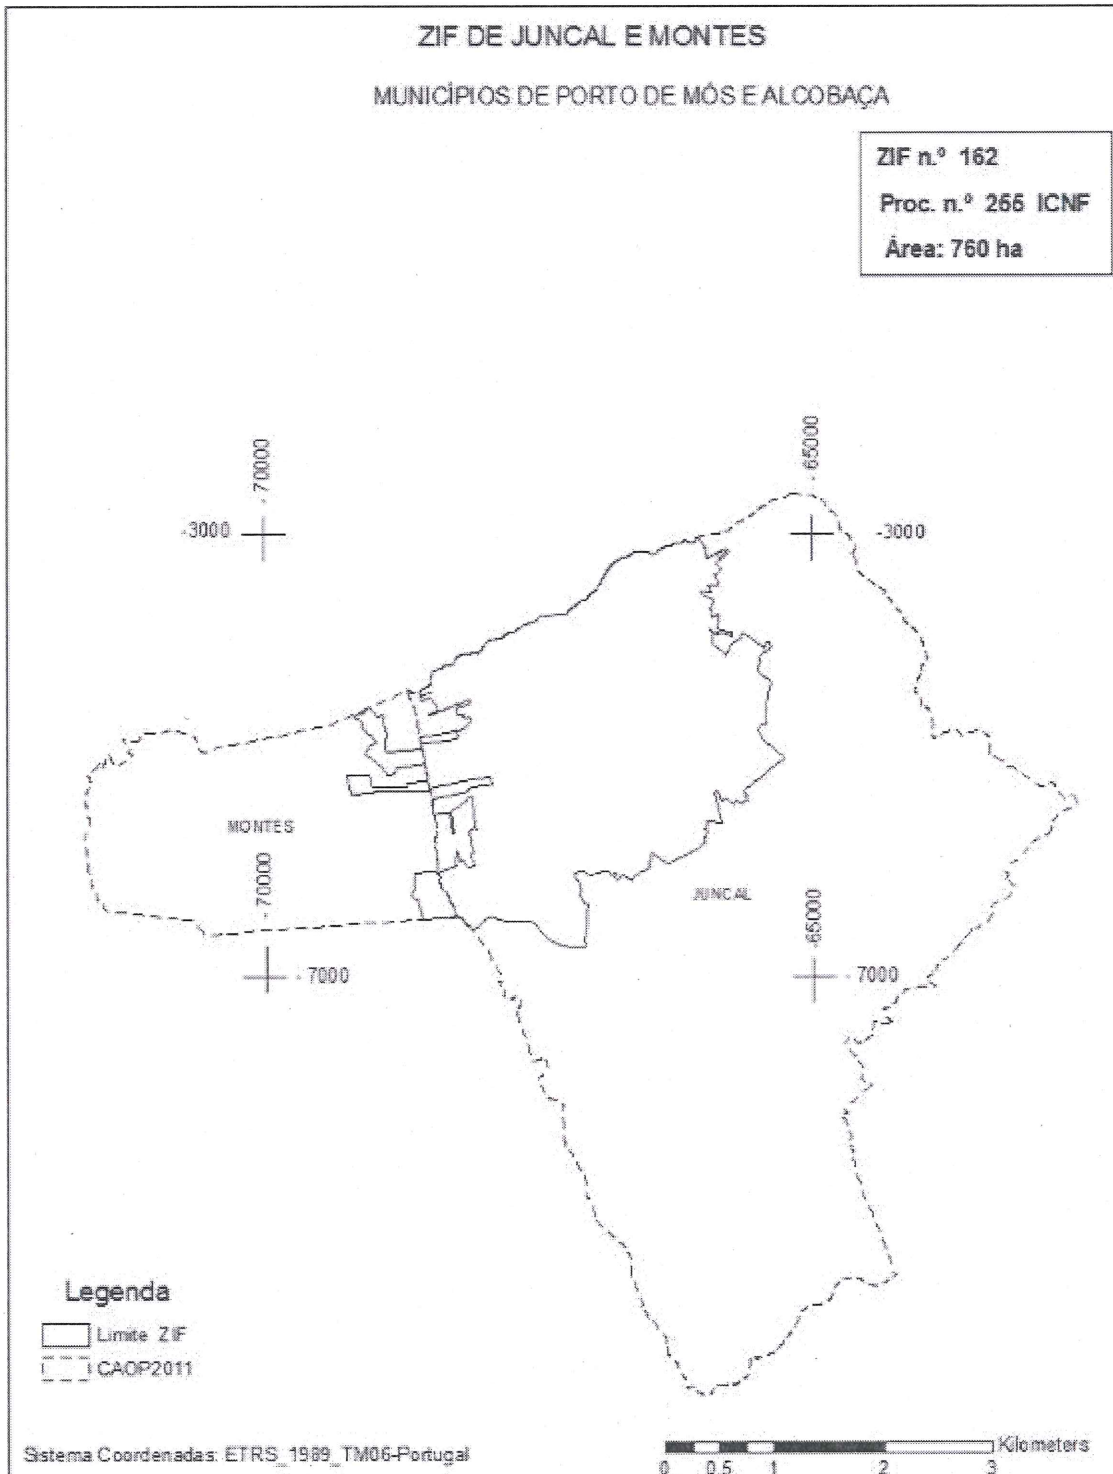 ZIF DE JUNCAL E MONTES
MUNICÍPIOS DE PORTO DE MÓS E ALCOBAÇA
ZIF n.º 162
Proc. n.º 266 ICNF
Área: 760 ha
-70000
-65000
-3000
-3000
MONTES
-70000
JUNCAL
-65000
-7000
-7000
Legenda
Limite ZIF
CAOP2011
Sistema Coordenadas: ETRS_1989_TM06-Portugal
Kilometers
0 0.5 1 2 3